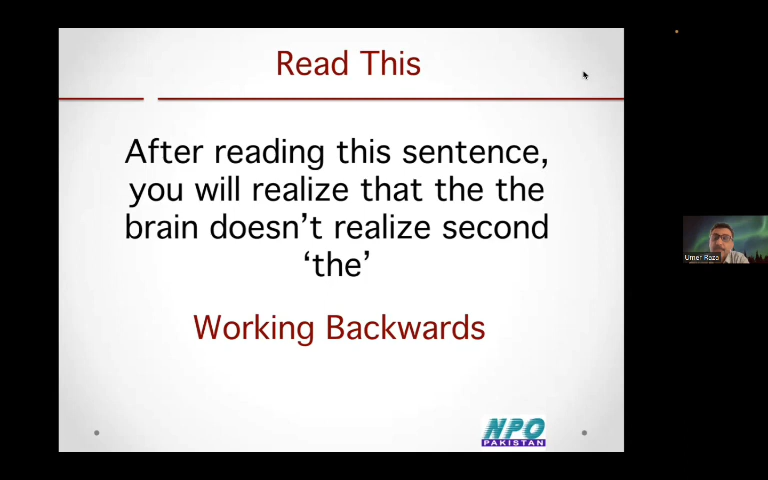 Read This
After reading this sentence,
you will realize that the the
brain doesn’t realize second
‘the’
Working Backwards
NPO
PAKISTAN
Umer Raza